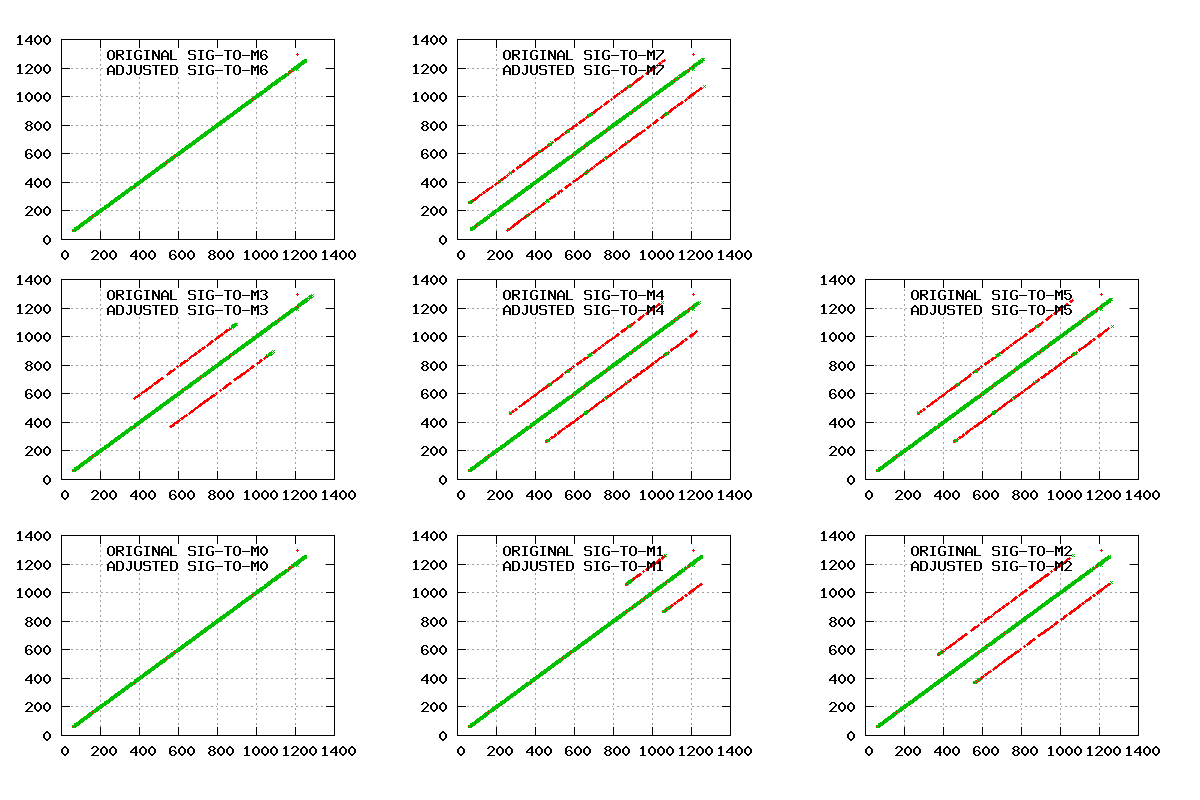 1400
1200
1000
800
600
400
200
0
ORIGINAL SIG-TO-M6
ADJUSTED SIG-TO-M6
0 200 400 600 800 1000 1200 1400
1400
1200
1000
800
600
400
200
0
ORIGINAL SIG-TO-M7
ADJUSTED SIG-TO-M7
0 200 400 600 800 1000 1200 1400
1400
1200
1000
800
600
400
200
0
ORIGINAL SIG-TO-M3
ADJUSTED SIG-TO-M3
0 200 400 600 800 1000 1200 1400
1400
1200
1000
800
600
400
200
0
ORIGINAL SIG-TO-M4
ADJUSTED SIG-TO-M4
0 200 400 600 800 1000 1200 1400
1400
1200
1000
800
600
400
200
0
ORIGINAL SIG-TO-M5
ADJUSTED SIG-TO-M5
0 200 400 600 800 1000 1200 1400
1400
1200
1000
800
600
400
200
0
ORIGINAL SIG-TO-M0
ADJUSTED SIG-TO-M0
0 200 400 600 800 1000 1200 1400
1400
1200
1000
800
600
400
200
0
ORIGINAL SIG-TO-M1
ADJUSTED SIG-TO-M1
0 200 400 600 800 1000 1200 1400
1400
1200
1000
800
600
400
200
0
ORIGINAL SIG-TO-M2
ADJUSTED SIG-TO-M2
0 200 400 600 800 1000 1200 1400